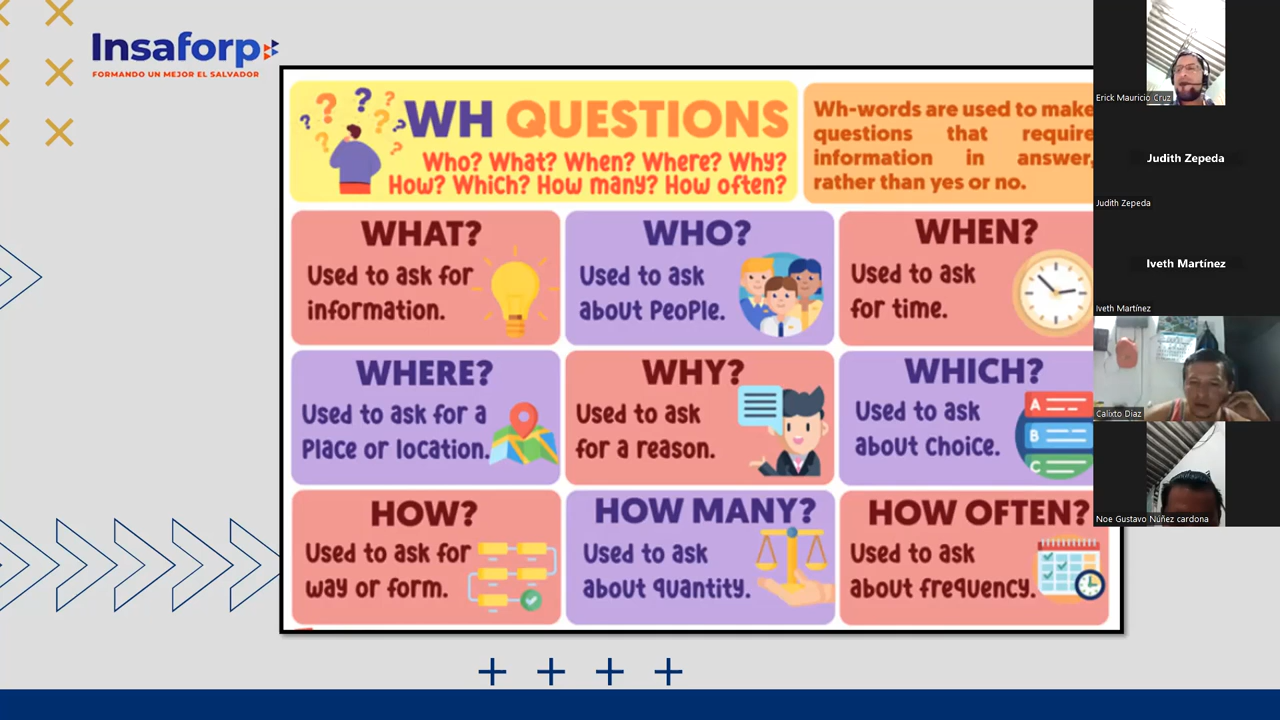 Insaforp
FORMANDO UN MEJOR EL SALVADOR
WH QUESTIONS
Who? What? When? Where? Why?
How? Which? How many? How often?
Wh-words are used to make
questions that require
information in answer,
rather than yes or no.
WHAT?
Used to ask for
information.
WHO?
Used to ask
about People.
WHEN?
Used to ask
for time.
WHERE?
Used to ask for a
Place or location.
WHY?
Used to ask
for a reason.
WHICH?
Used to ask
about Choice.
A
B
C
HOW?
Used to ask for
way or form.
HOW MANY?
Used to ask
about quantity.
HOW OFTEN?
Used to ask
about frequency.
Erick Mauricio Cruz
Judith Zepeda
Judith Zepeda
Iveth Martínez
Iveth Martínez
Calixto Diaz
Noe Gustavo Núñez cardona